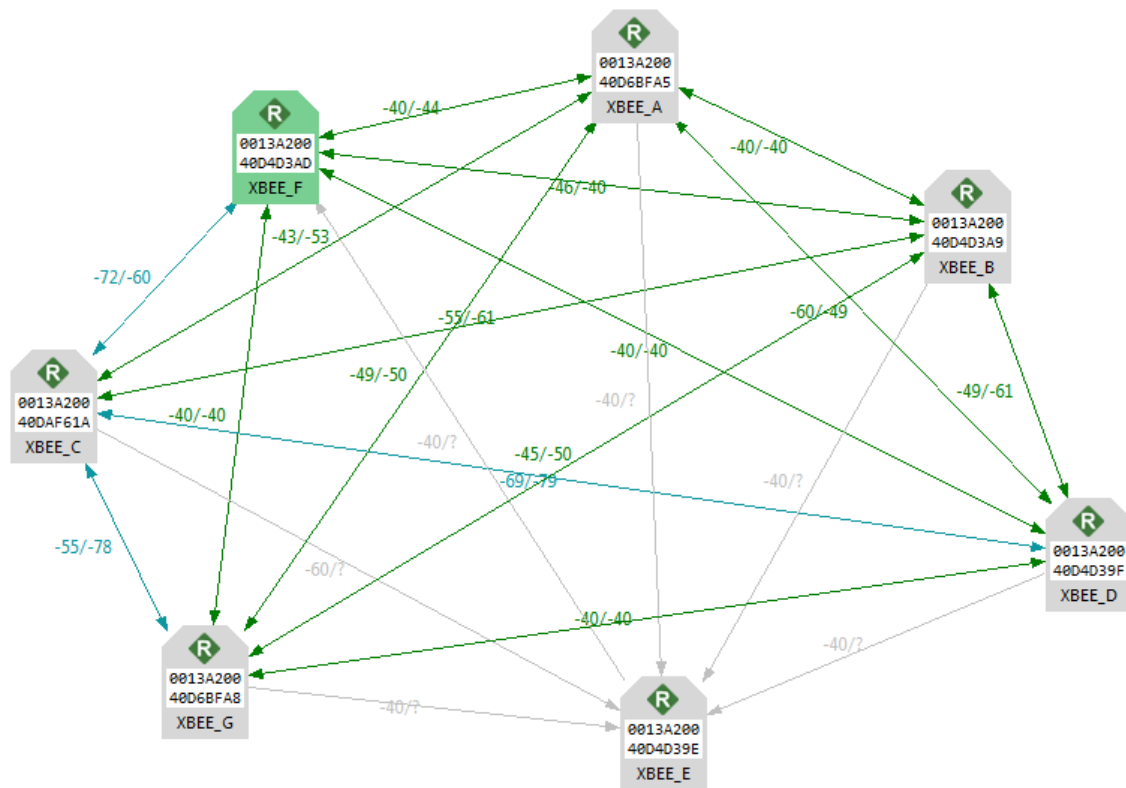 R
0013A200
40D6BFA5
XBEE_A
-40/-44
R
0013A200
40D4D3AD
XBEE_F
-40/-40
-46/-40
R
0013A200
40D4D3A9
XBEE_B
-43/-53
-72/-60
-55/-61
-60/-49
-40/-40
R
0013A200
40DAF61A
XBEE_C
-49/-50
-49/-61
-40/?
-40/-40
-40/?
-45/-50
-69/-79
-40/?
R
0013A200
40D4D39F
XBEE_D
-55/-78
-60/?
-40/-40
-40/?
R
0013A200
40D6BFA8
XBEE_G
-40/?
R
0013A200
40D4D39E
XBEE_E